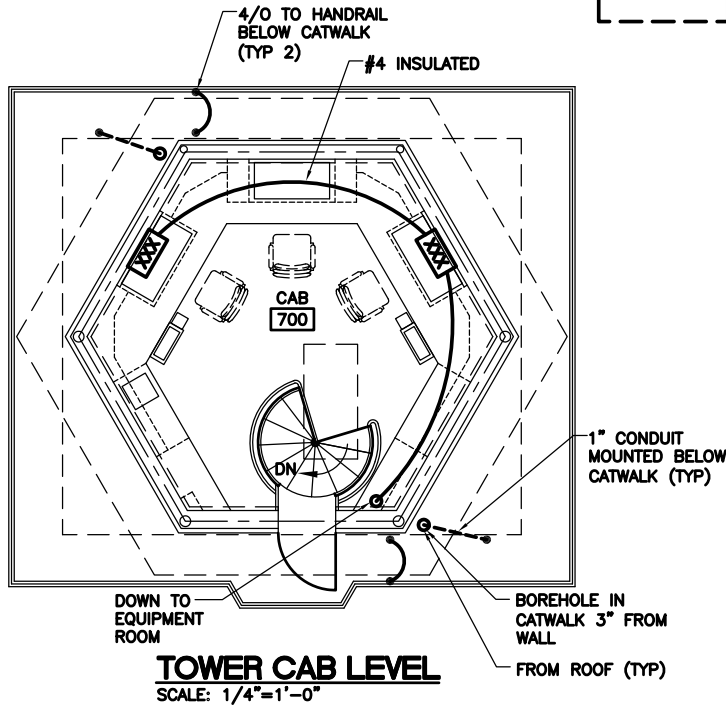 4/0 TO HANDRAIL
BELOW CATWALK
(TYP 2)
#4 INSULATED
XXX
XXX
CAB
700
DN
1" CONDUIT
MOUNTED BELOW
CATWALK (TYP)
DOWN TO
EQUIPMENT
ROOM
BOREHOLE IN
CATWALK 3" FROM
WALL
FROM ROOF (TYP)
TOWER CAB LEVEL
SCALE: 1/4"=1'-0"